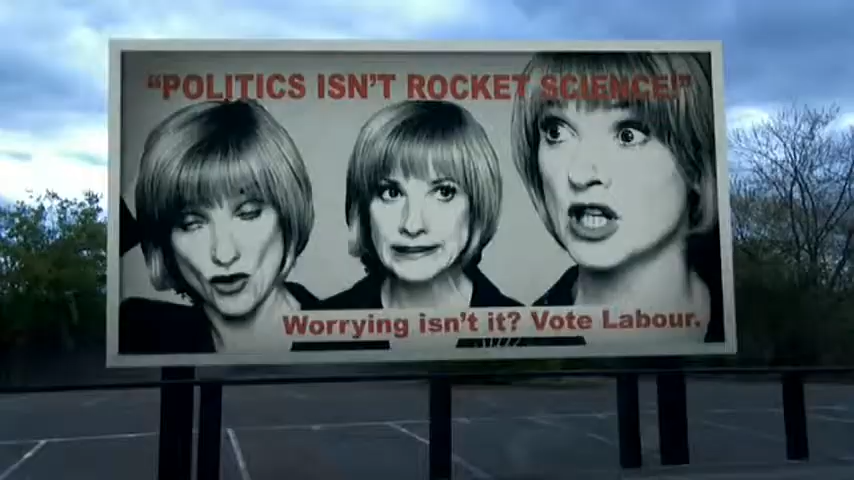 “POLITICS ISN’T ROCKET SCIENCE!”
Worrying isn’t it? Vote Labour.